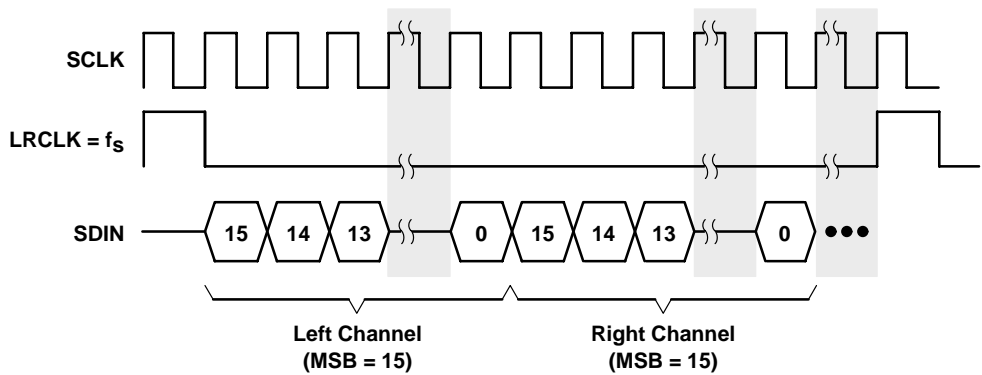 SCLK
LRCLK = fs
SDIN
15 14 13 0 15 14 13 0 •••
Left Channel
(MSB = 15)
Right Channel
(MSB = 15)